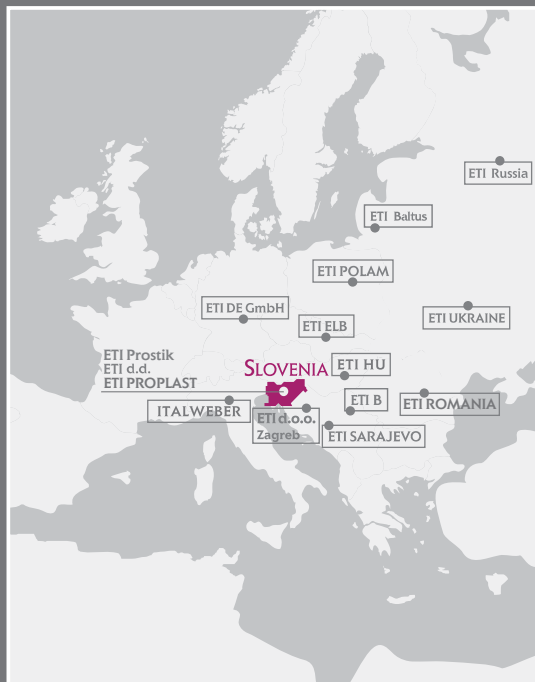 ETI Russia
ETI Baltus
ETI POLAM
ETI DE GmbH
ETI UKRAINE
ETI ELB
ETI Prostik
ETI d.d.
ETI PROPLAST
SLOVENIA
ETI HU
ITALWEBER
ETI B
ETI ROMANIA
ETI d.o.o.
Zagreb
ETI SARAJEVO